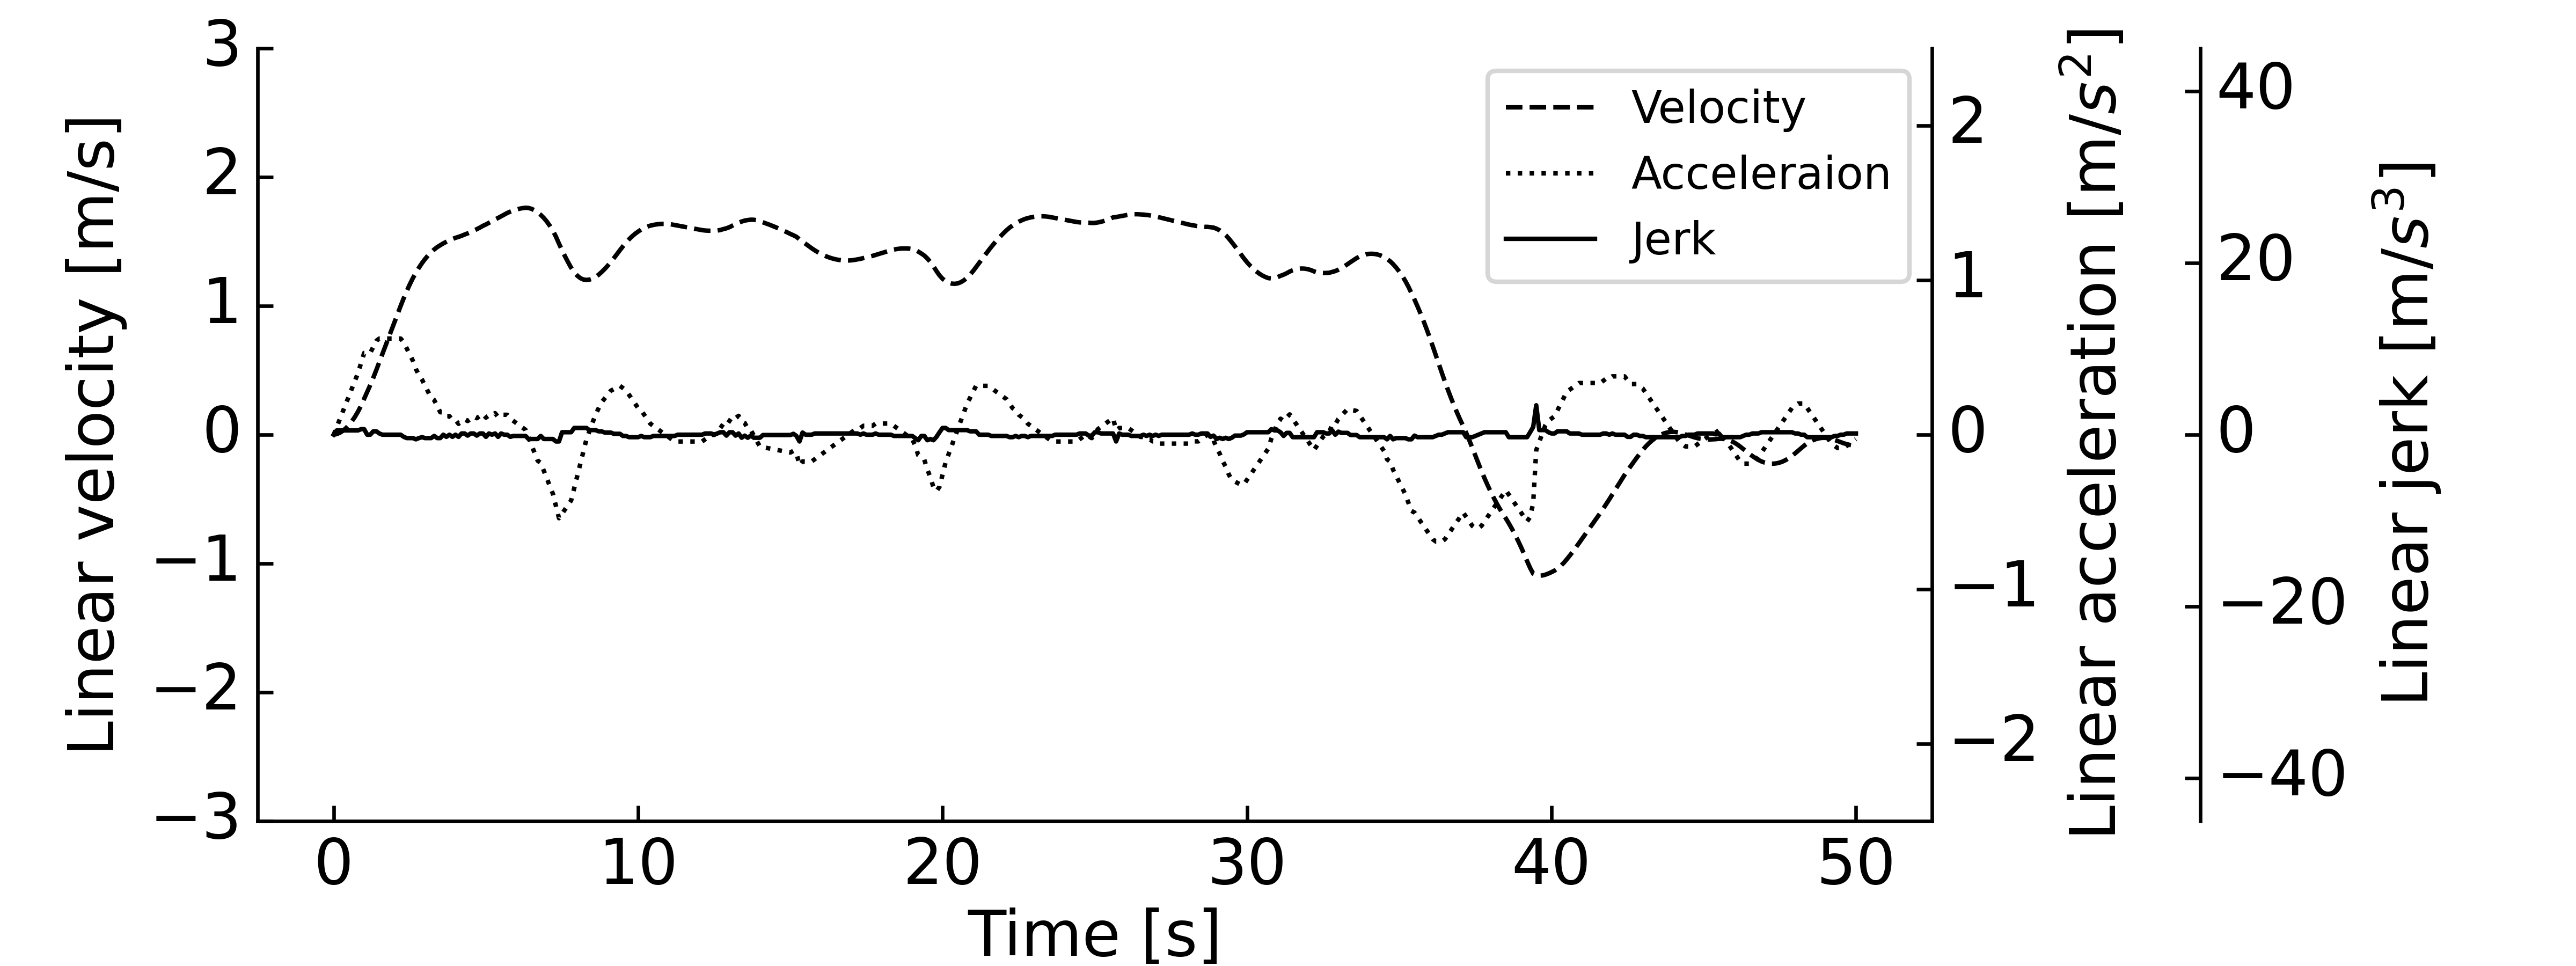 Linear velocity [m/s]
3
2
1
0
−1
−2
−3
0 10 20 30 40 50
Time [s]
Velocity
Acceleraion
Jerk
2
1
0
−1
−2
Linear acceleration [m/s²]
40
20
0
−20
−40
Linear jerk [m/s³]